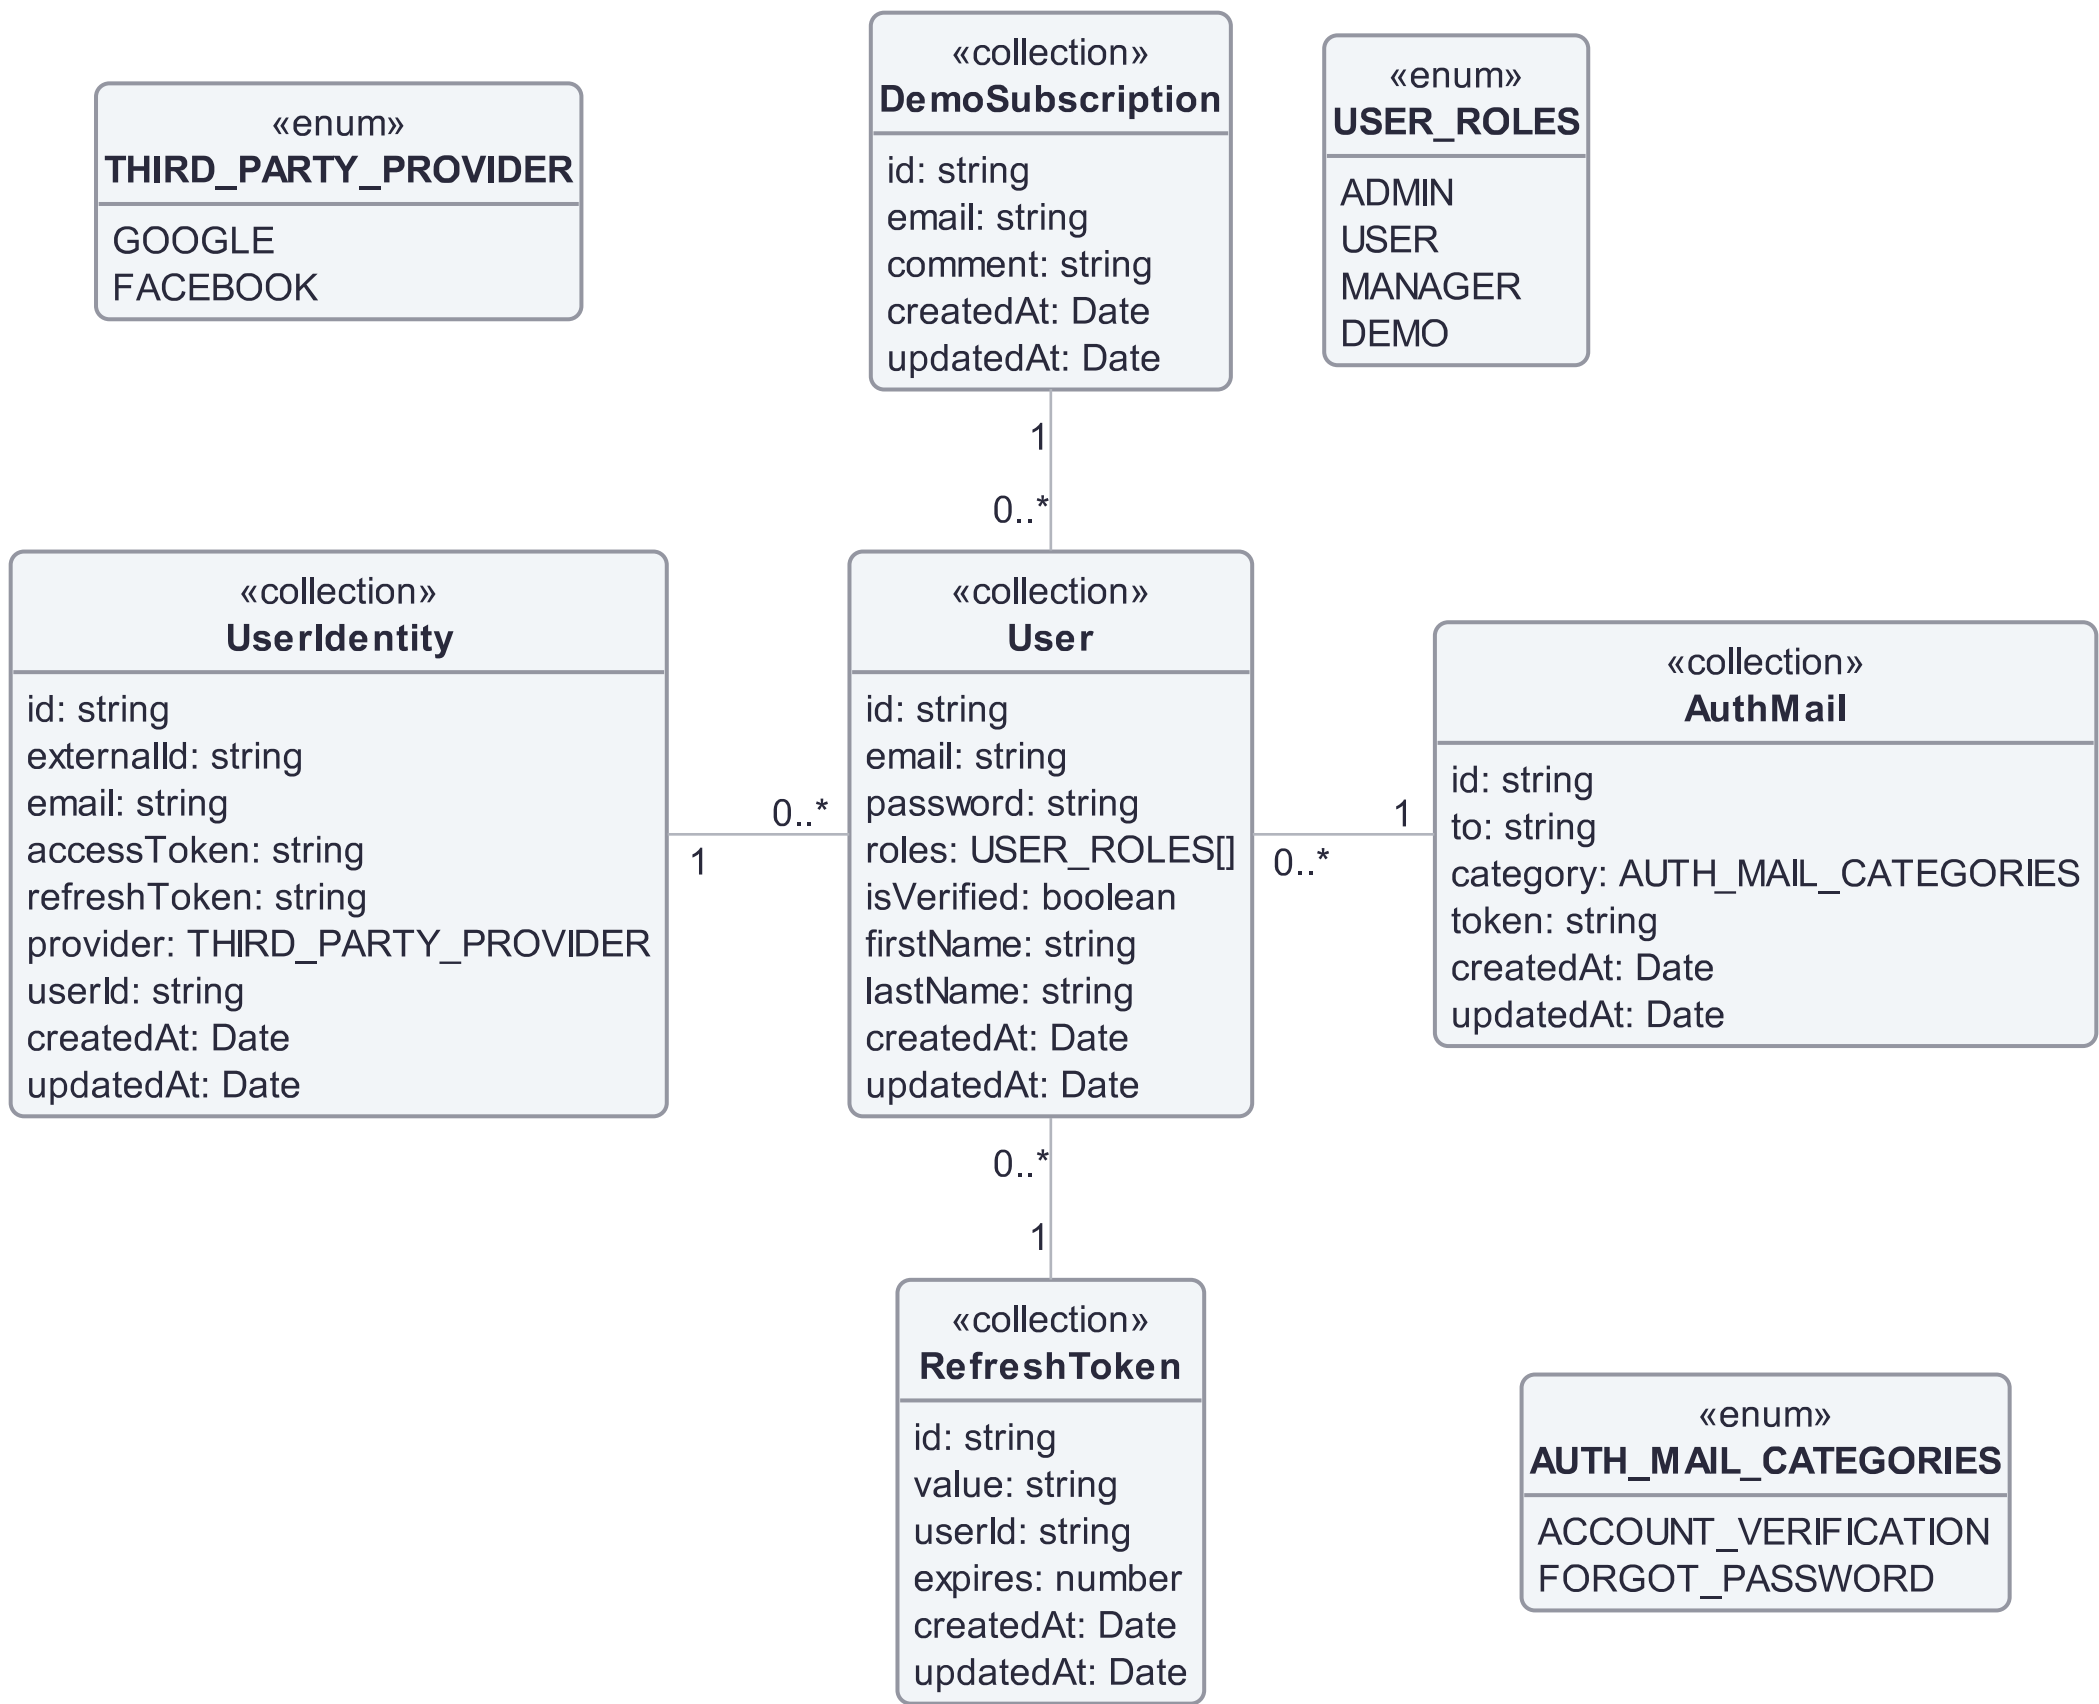 «enum»
THIRD_PARTY_PROVIDER
GOOGLE
FACEBOOK
«collection»
DemoSubscription
id: string
email: string
comment: string
createdAt: Date
updatedAt: Date
«enum»
USER_ROLES
ADMIN
USER
MANAGER
DEMO
1
0..*
«collection»
UserIdentity
id: string
externalId: string
email: string
accessToken: string
refreshToken: string
provider: THIRD_PARTY_PROVIDER
userId: string
createdAt: Date
updatedAt: Date
0..*
1
«collection»
User
id: string
email: string
password: string
roles: USER_ROLES[]
isVerified: boolean
firstName: string
lastName: string
createdAt: Date
updatedAt: Date
1
0..*
«collection»
AuthMail
id: string
to: string
category: AUTH_MAIL_CATEGORIES
token: string
createdAt: Date
updatedAt: Date
0..*
1
«collection»
RefreshToken
id: string
value: string
userId: string
expires: number
createdAt: Date
updatedAt: Date
«enum»
AUTH_MAIL_CATEGORIES
ACCOUNT_VERIFICATION
FORGOT_PASSWORD